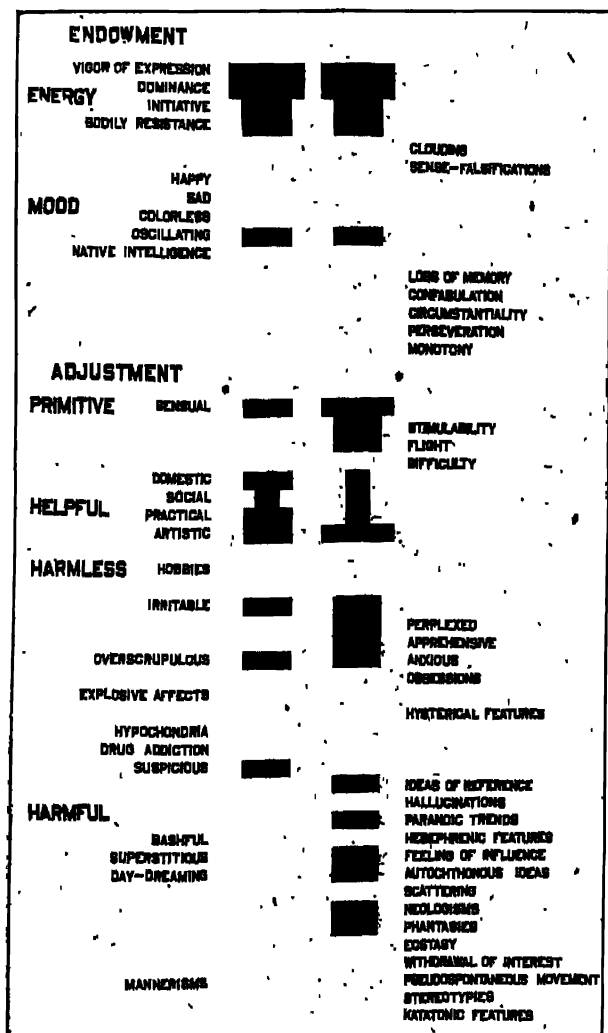 ENDOWMENT
VIGOR OF EXPRESSION
DOMINANCE
ENERGY
INITIATIVE
BODILY RESISTANCE
CLOUDING
SENSE-FALSIFICATIONS
HAPPY
SAD
MOOD
COLORLESS
OSCILLATING
NATIVE INTELLIGENCE
LOSS OF MEMORY
CONFABULATION
CIRCUMSTANTIALITY
PERSEVERATION
MONOTONY
ADJUSTMENT
PRIMITIVE SENSUAL
STIMULABILITY
FLIGHT
DIFFICULTY
DOMESTIC
SOCIAL
HELPFUL
PRACTICAL
ARTISTIC
HARMLESS HOBBIES
IRRITABLE
PERPLEXED
APPREHENSIVE
OVERSCRUPULOUS ANXIOUS
OBSESSIONS
EXPLOSIVE AFFECTS
HYSTERICAL FEATURES
HYPOCHONDRIA
DRUG ADDICTION
SUSPICIOUS
IDEAS OF REFERENCE
HALLUCINATIONS
HARMFUL PARANOIC TRENDS
BASHFUL HEBEPHRENIC FEATURES
SUPERSTITIOUS FEELING OF INFLUENCE
DAY-DREAMING AUTOCHTHONOUS IDEAS
SCATTERING
NEOLOGISMS
PHANTASIES
ECSTASY
WITHDRAWAL OF INTEREST
MANNERISMS PSEUDOSPONTANEOUS MOVEMENT
STEREOTYPIES
KATATONIC FEATURES